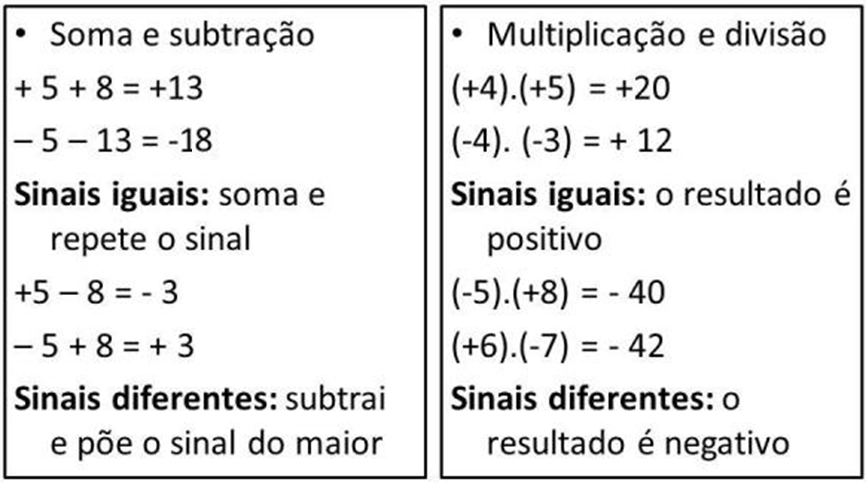 • Soma e subtração
+ 5 + 8 = +13
– 5 – 13 = -18
Sinais iguais: soma e
repete o sinal
+5 – 8 = - 3
– 5 + 8 = + 3
Sinais diferentes: subtrai
e põe o sinal do maior
• Multiplicação e divisão
(+4).(+5) = +20
(-4). (-3) = + 12
Sinais iguais: o resultado é
positivo
(-5).(+8) = - 40
(+6).(-7) = - 42
Sinais diferentes: o
resultado é negativo